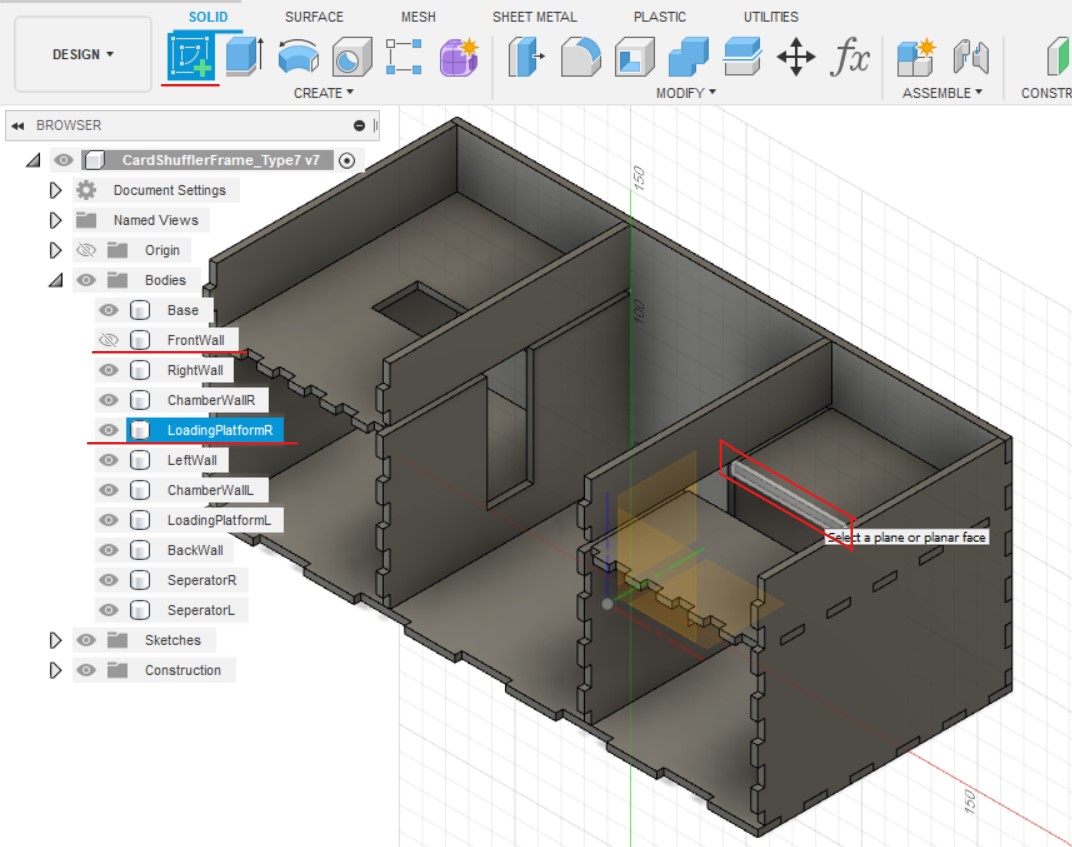 SOLID SURFACE MESH SHEET METAL PLASTIC UTILITIES
DESIGN
fx
CREATE MODIFY ASSEMBLE CONSTR
BROWSER
CardShufflerFrame_Type7 v7
Document Settings
Named Views
Origin
Bodies
Base
FrontWall
RightWall
ChamberWallR
LoadingPlatformR
LeftWall
ChamberWallL
LoadingPlatformL
BackWall
SeperatorR
SeperatorL
Sketches
Construction
150
100
Select a plane or planar face
150